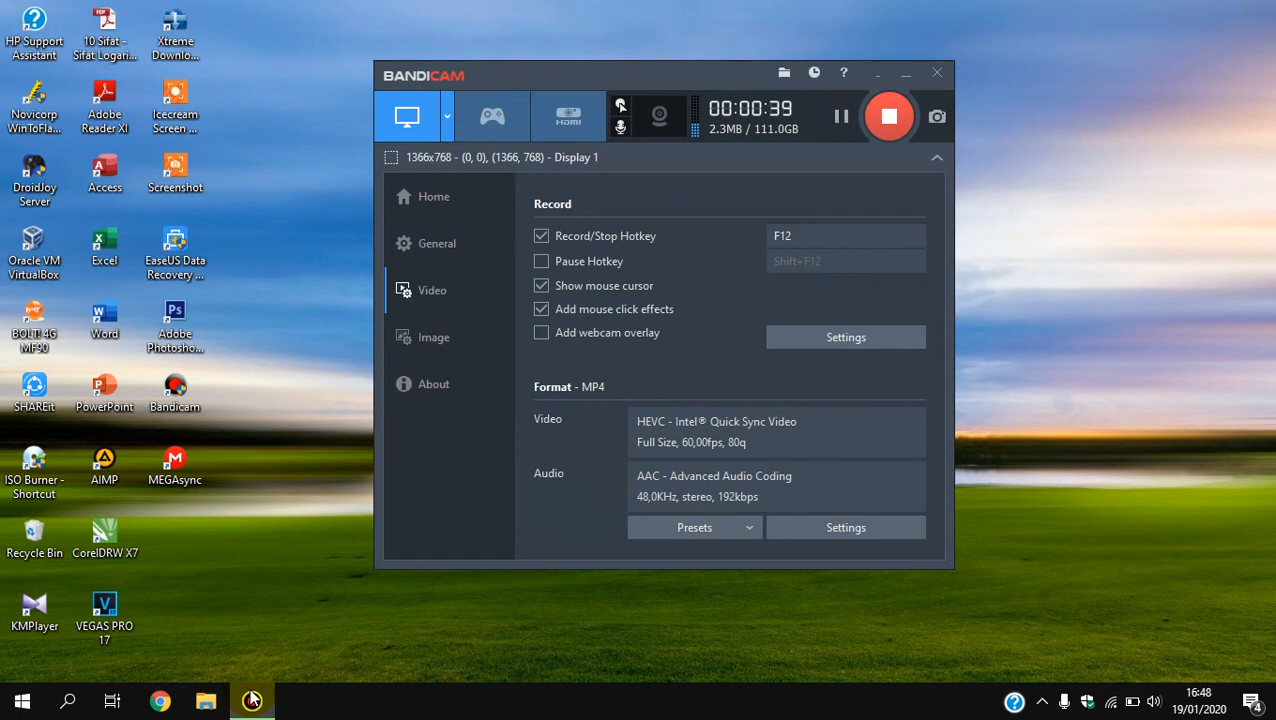 HP Support
Assistant
10 Sifat -
Sifat Logari...
Xtreme
Downlo...
Novicorp
WinToFla...
Adobe
Reader XI
Icecream
Screen ...
DroidJoy
Server
Access
Screenshot
Oracle VM
VirtualBox
Excel
EaseUS Data
Recovery ...
BOLT! 4G
MF90
Word
Adobe
Photosho...
SHAREit
PowerPoint
Bandicam
ISO Burner -
Shortcut
AIMP
MEGAsync
Recycle Bin
CorelDRW X7
KMPlayer
VEGAS PRO
17
BANDICAM
HDMI
00:00:39
2.3MB / 111.0GB
1366x768 - (0, 0), (1366, 768) - Display 1
Home
General
Video
Image
About
Record
Record/Stop Hotkey
F12
Pause Hotkey
Shift+F12
Show mouse cursor
Add mouse click effects
Add webcam overlay
Settings
Format - MP4
Video
HEVC - Intel® Quick Sync Video
Full Size, 60,00fps, 80q
Audio
AAC - Advanced Audio Coding
48,0KHz, stereo, 192kbps
Presets
Settings
16:48
19/01/2020
4